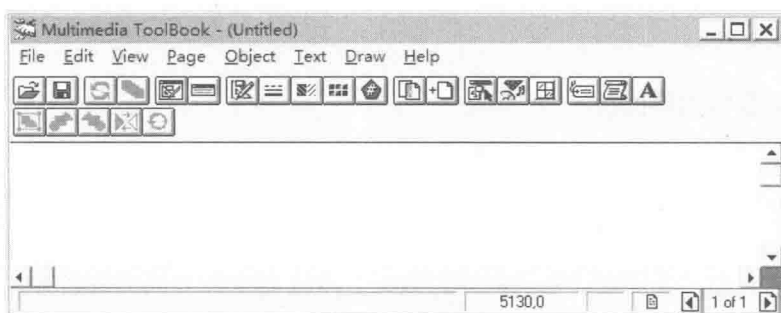 Multimedia ToolBook - (Untitled)
File Edit View Page Object Text Draw Help
A
5130,0 1 of 1